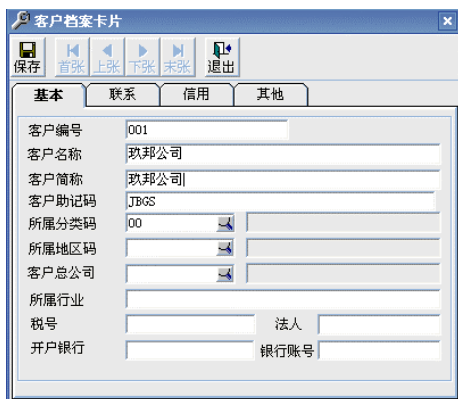 客户档案卡片
保存 首张 上张 下张 末张 退出
基本 联系 信用 其他
客户编号 001
客户名称 玖邦公司
客户简称 玖邦公司
客户助记码 JBGS
所属分类码 00
所属地区码
客户总公司
所属行业
税号 法人
开户银行 银行账号